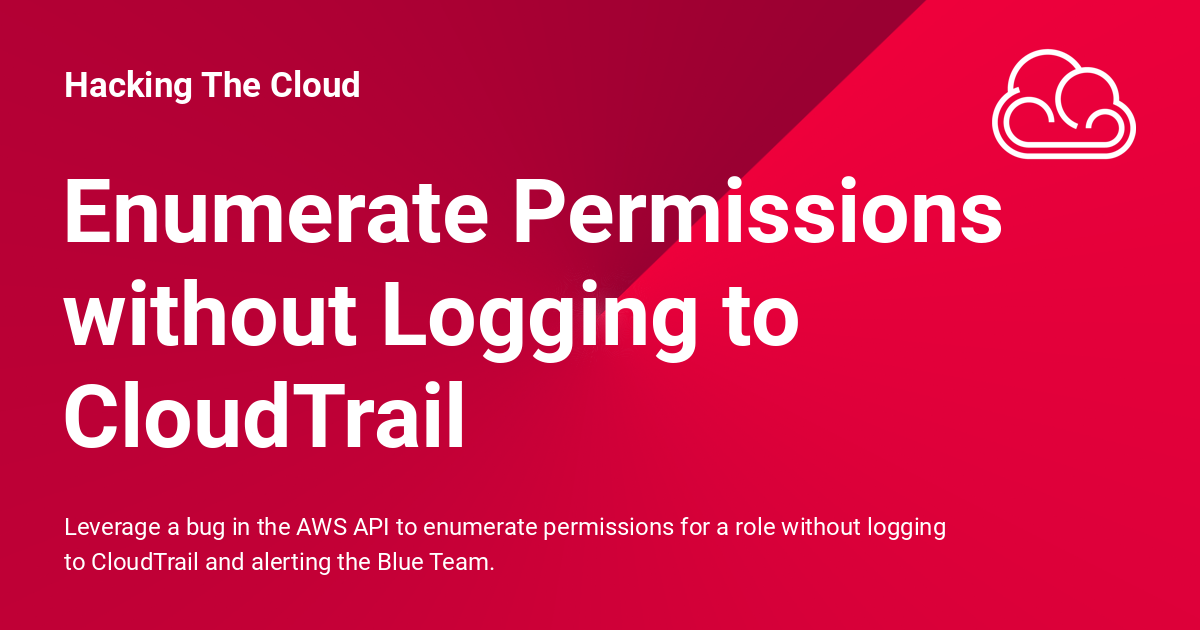 Hacking The Cloud
Enumerate Permissions
without Logging to
CloudTrail
Leverage a bug in the AWS API to enumerate permissions for a role without logging
to CloudTrail and alerting the Blue Team.